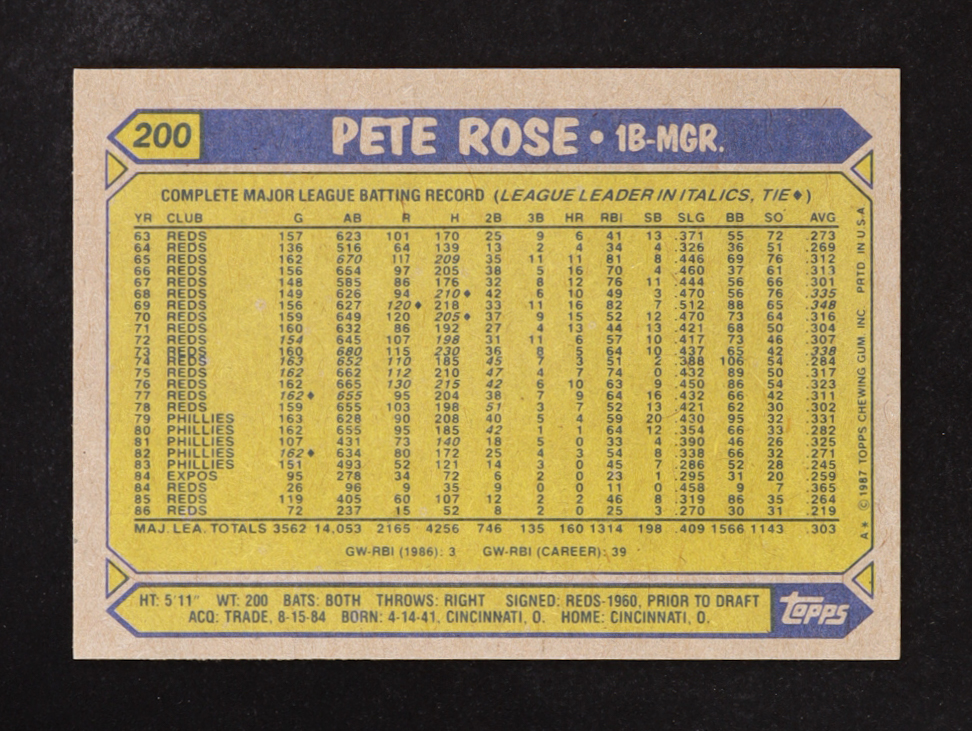 200 PETE ROSE • 1B-MGR.
COMPLETE MAJOR LEAGUE BATTING RECORD (LEAGUE LEADER IN ITALICS, TIE ♦)
YR CLUB G AB R H 2B 3B HR RBI SB SLG BB SO AVG
63 REDS 157 623 101 170 25 9 6 41 13 .371 55 72 .273
64 REDS 136 516 64 139 13 2 4 34 4 .326 36 51 .269
65 REDS 162 670 117 209 35 11 11 81 8 .446 69 76 .312
66 REDS 156 654 97 205 38 5 16 70 4 .460 37 61 .313
67 REDS 148 585 86 176 32 8 12 76 11 .444 56 66 .301
68 REDS 149 626 94 210♦ 42 6 10 49 3 .470 56 76 .335
69 REDS 156 627 120♦ 218 33 11 16 82 7 .512 88 65 .348
70 REDS 159 649 120 205♦ 37 9 15 52 12 .470 73 64 .316
71 REDS 160 632 86 192 27 4 13 44 13 .421 68 50 .304
72 REDS 154 645 107 198 31 11 6 57 10 .417 73 46 .307
73 REDS 160 680 115 230 36 8 5 64 10 .437 65 42 .338
74 REDS 163 652 110 185 45 7 3 51 2 .388 106 54 .284
75 REDS 162 662 112 210 47 4 7 74 0 .432 89 50 .317
76 REDS 162 665 130 215 42 6 10 63 9 .450 86 54 .323
77 REDS 162♦ 655 95 204 38 7 9 64 16 .432 66 42 .311
78 REDS 159 655 103 198 51 3 7 52 13 .421 62 30 .302
79 PHILLIES 163 628 90 208 40 5 4 59 20 .430 95 32 .331
80 PHILLIES 162 655 95 185 42 1 1 64 12 .354 66 33 .282
81 PHILLIES 107 431 73 140 18 5 0 33 4 .390 46 26 .325
82 PHILLIES 162♦ 634 80 172 25 4 3 54 8 .338 66 32 .271
83 PHILLIES 151 493 52 121 14 3 0 45 7 .286 52 28 .245
84 EXPOS 95 278 34 72 6 2 0 23 1 .295 31 20 .259
84 REDS 26 96 9 35 9 0 0 11 0 .458 9 7 .365
85 REDS 119 405 60 107 12 2 2 46 8 .319 86 35 .264
86 REDS 72 237 15 52 8 2 0 25 3 .270 30 31 .219
MAJ. LEA. TOTALS 3562 14,053 2165 4256 746 135 160 1314 198 .409 1566 1143 .303
GW-RBI (1986): 3 GW-RBI (CAREER): 39
A* © 1987 TOPPS CHEWING GUM, INC. PRTD. IN U.S.A.
HT: 5'11" WT: 200 BATS: BOTH THROWS: RIGHT SIGNED: REDS-1960, PRIOR TO DRAFT
ACQ: TRADE, 8-15-84 BORN: 4-14-41, CINCINNATI, O. HOME: CINCINNATI, O.
topps